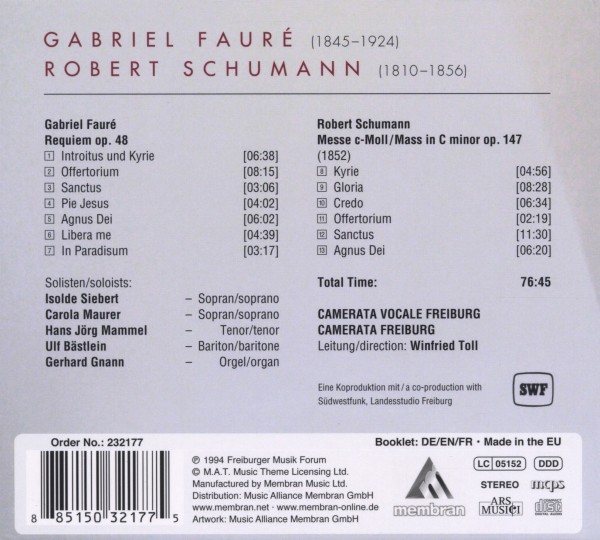 GABRIEL FAURÉ (1845–1924)
ROBERT SCHUMANN (1810–1856)
Gabriel Fauré
Requiem op. 48
1 Introitus und Kyrie [06:38]
2 Offertorium [08:15]
3 Sanctus [03:06]
4 Pie Jesus [04:02]
5 Agnus Dei [06:02]
6 Libera me [04:39]
7 In Paradisum [03:17]
Solisten/soloists:
Isolde Siebert – Sopran/soprano
Carola Maurer – Sopran/soprano
Hans Jörg Mammel – Tenor/tenor
Ulf Bästlein – Bariton/baritone
Gerhard Gnann – Orgel/organ
Robert Schumann
Messe c-Moll/Mass in C minor op. 147
(1852)
8 Kyrie [04:56]
9 Gloria [08:28]
10 Credo [06:34]
11 Offertorium [02:19]
12 Sanctus [11:30]
13 Agnus Dei [06:20]
Total Time: 76:45
CAMERATA VOCALE FREIBURG
CAMERATA FREIBURG
Leitung/direction: Winfried Toll
Eine Koproduktion mit/a co-production with
Südwestfunk, Landesstudio Freiburg
SWF
Order No.: 232177
8 85150 32177 5
℗ 1994 Freiburger Musik Forum
© M.A.T. Music Theme Licensing Ltd.
Manufactured by Membran Music Ltd.
Distribution: Music Alliance Membran GmbH
www.membran.net · www.membran-online.de
Artwork: Music Alliance Membran GmbH
Booklet: DE/EN/FR · Made in the EU
membran
LC 05152 DDD
STEREO mcps
ARS MUSICI
COMPACT disc DIGITAL AUDIO